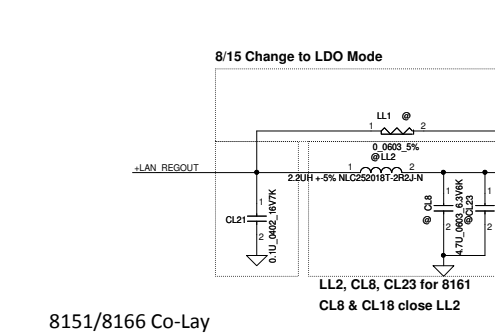 8/15 Change to LDO Mode
LL1 @
1 2
0_0603_5%
@LL2
+LAN_REGOUT
1 2
2.2UH +-5% NLC252018T-2R2J-N
CL21
1
2
0.1U_0402_16V7K
@ CL8
1
2
4.7U_0603_6.3V6K
@CL23
1
2
LL2, CL8, CL23 for 8161
CL8 & CL18 close LL2
8151/8166 Co-Lay